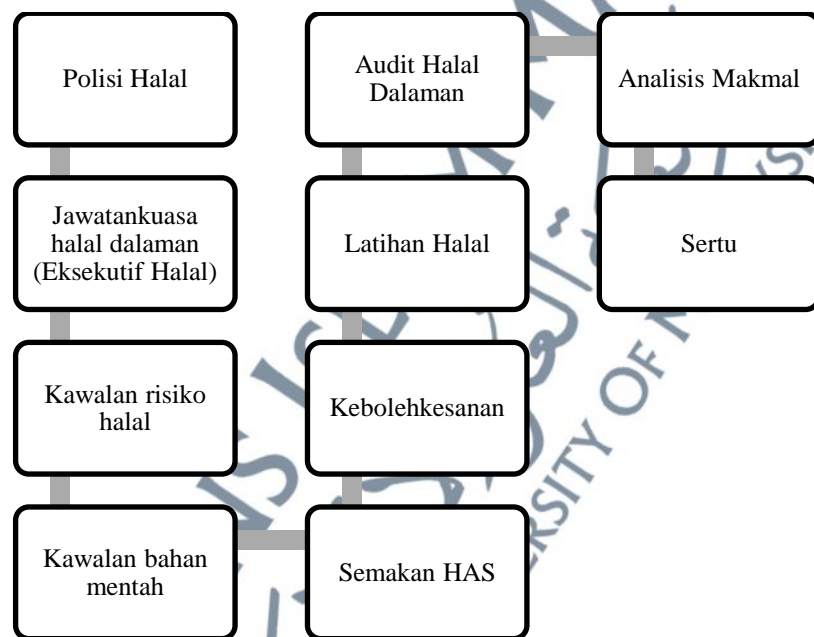 Polisi Halal
Jawatankuasa
halal dalaman
(Eksekutif Halal)
Kawalan risiko
halal
Kawalan bahan
mentah
Semakan HAS
Kebolehkesanan
Latihan Halal
Audit Halal
Dalaman
Analisis Makmal
Sertu